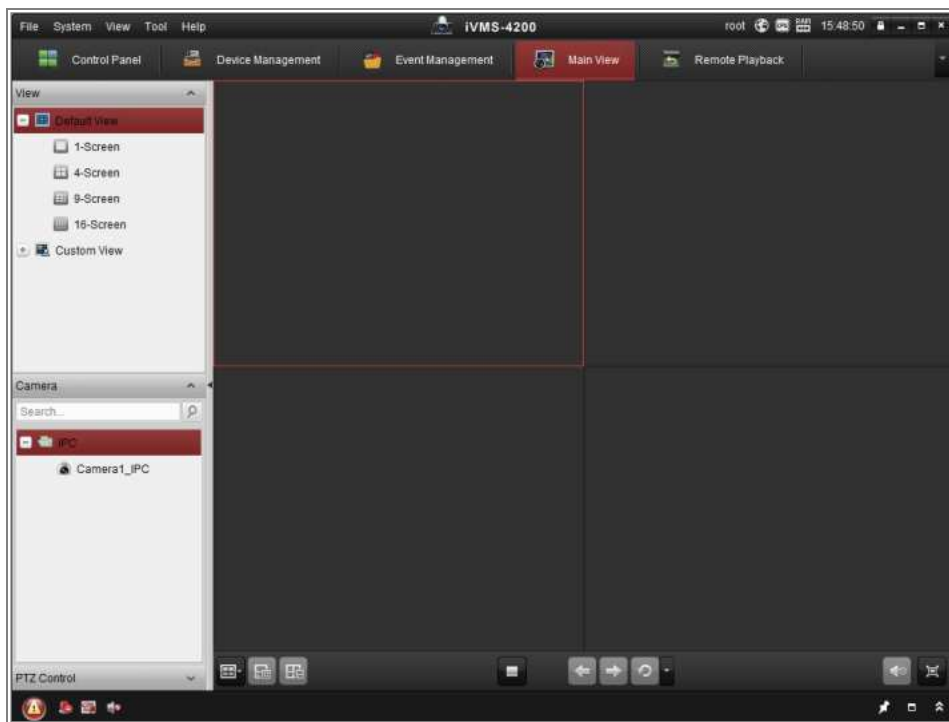 File System View Tool Help iVMS-4200 root 15:48:50
Control Panel Device Management Event Management Main View Remote Playback
View
Default View
1-Screen
4-Screen
9-Screen
16-Screen
Custom View
Camera
Search...
IPC
Camera1_IPC
PTZ Control